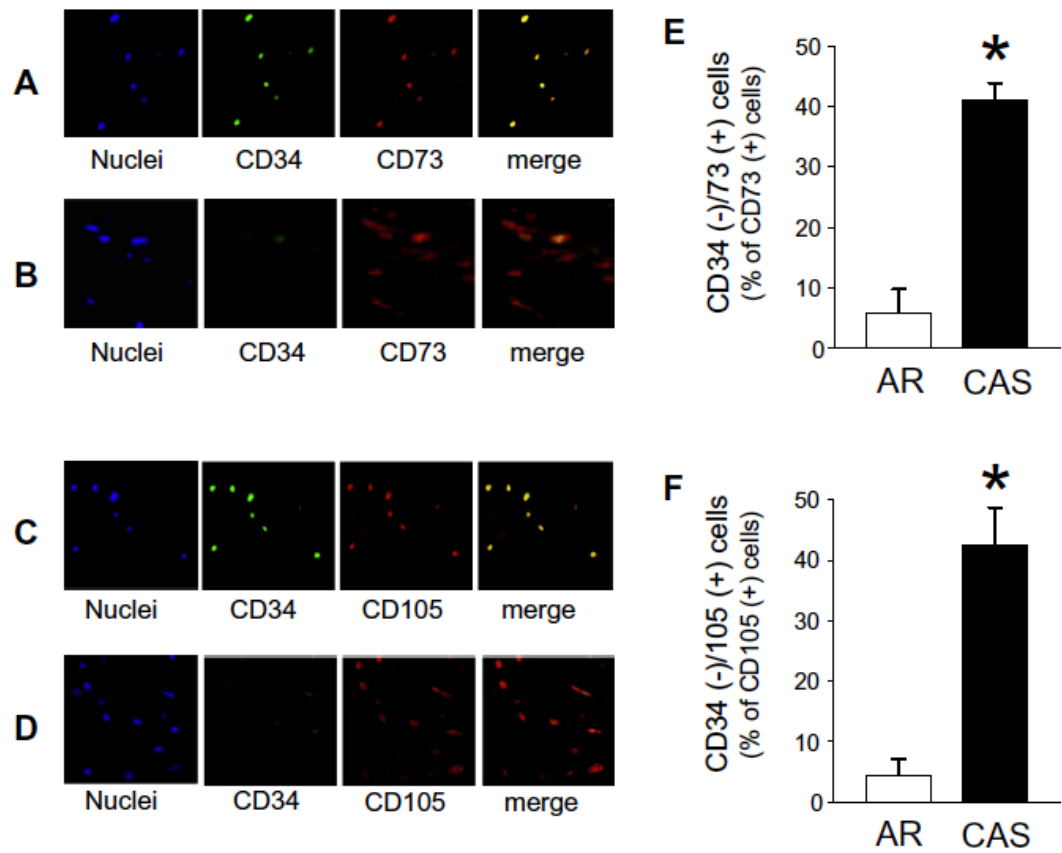 A
Nuclei CD34 CD73 merge
B
Nuclei CD34 CD73 merge
C
Nuclei CD34 CD105 merge
D
Nuclei CD34 CD105 merge
E
CD34 (-)/73 (+) cells
(% of CD73 (+) cells)
50
40
30
20
10
0
*
AR CAS
F
CD34 (-)/105 (+) cells
(% of CD105 (+) cells)
50
40
30
20
10
0
*
AR CAS